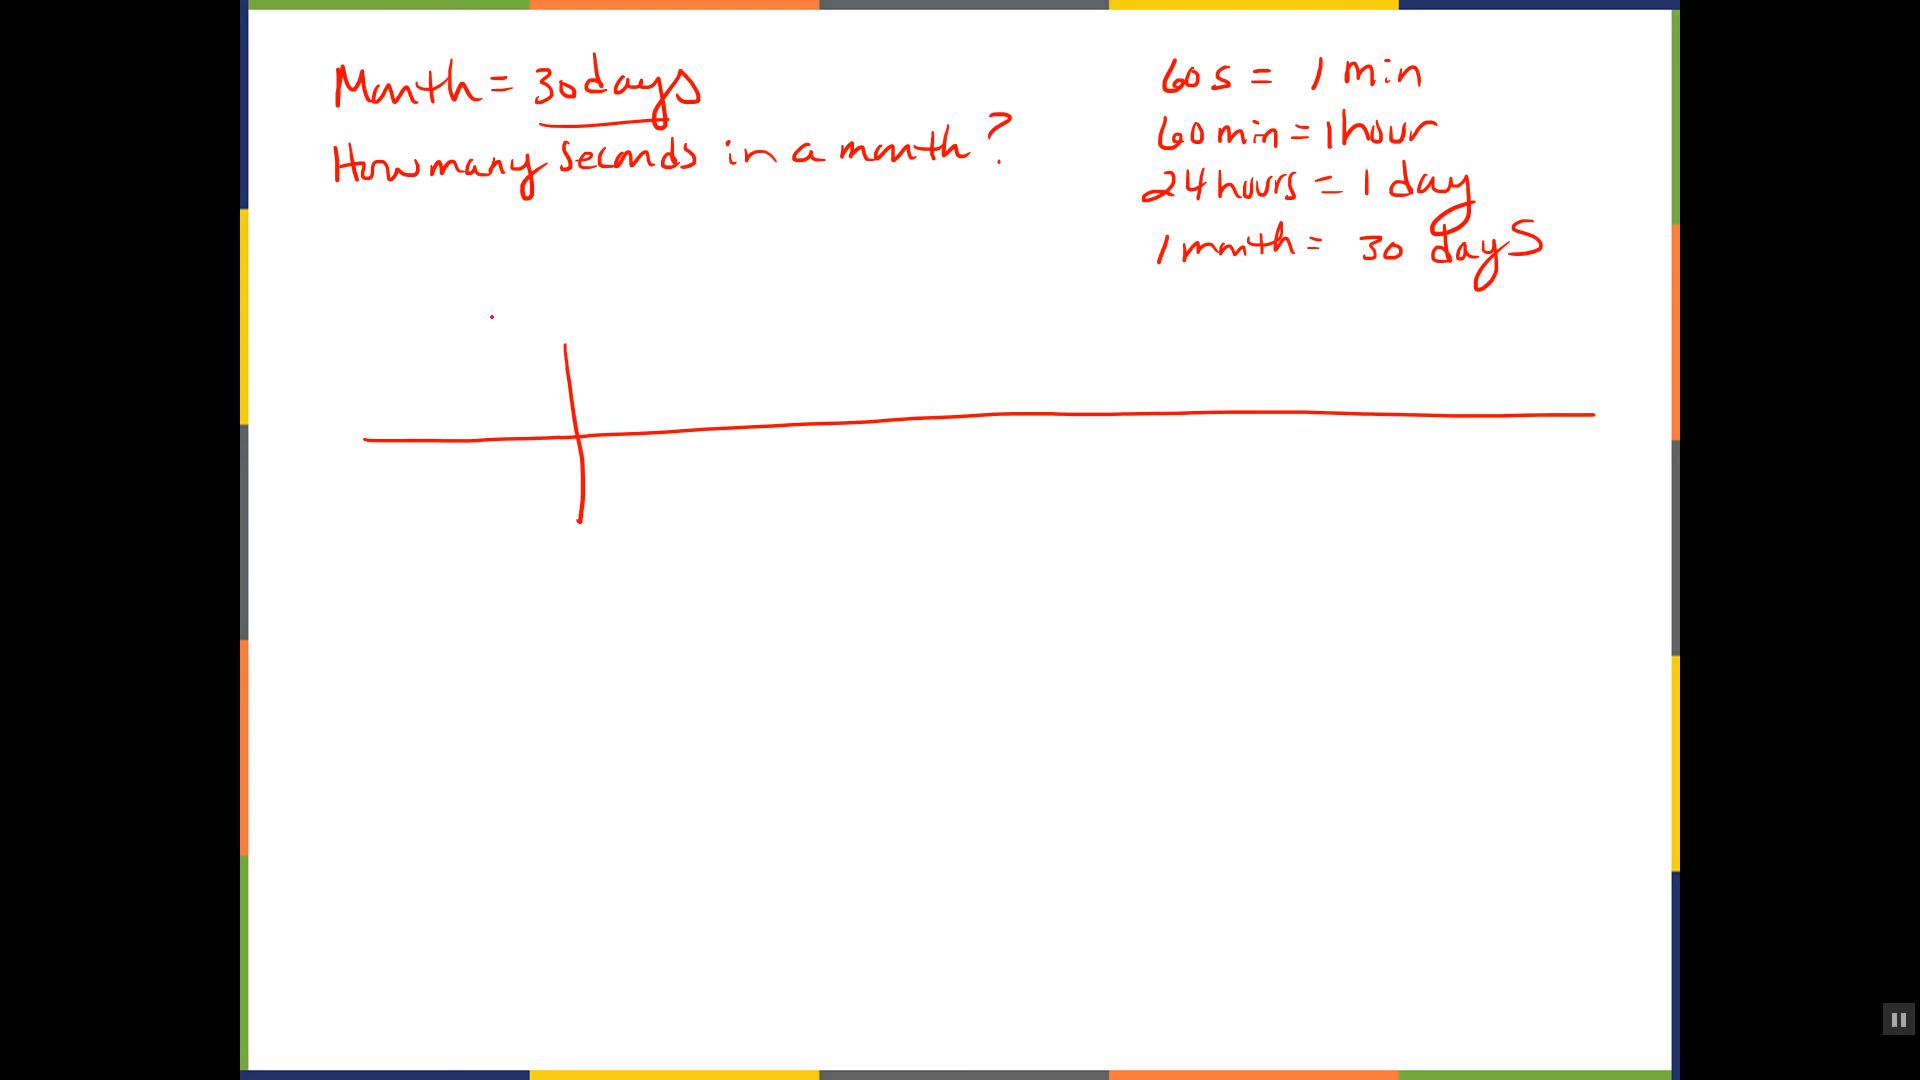 Month = 30 days
How many seconds in a month?
60 s = 1 min
60 min = 1 hour
24 hours = 1 day
1 month = 30 days